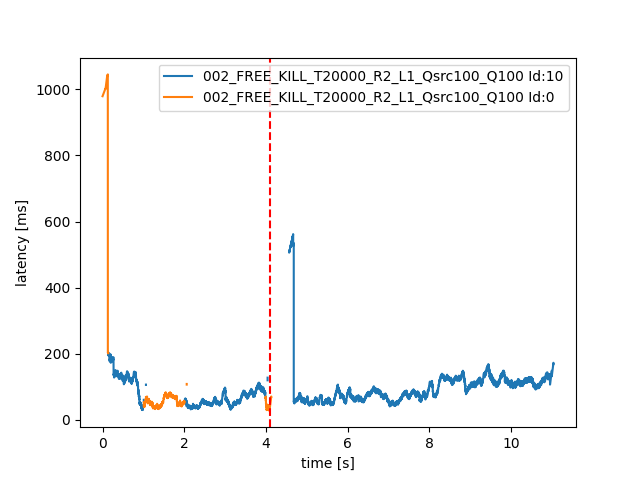 002_FREE_KILL_T20000_R2_L1_Qsrc100_Q100 Id:10
002_FREE_KILL_T20000_R2_L1_Qsrc100_Q100 Id:0
latency [ms]
1000
800
600
400
200
0
0 2 4 6 8 10
time [s]